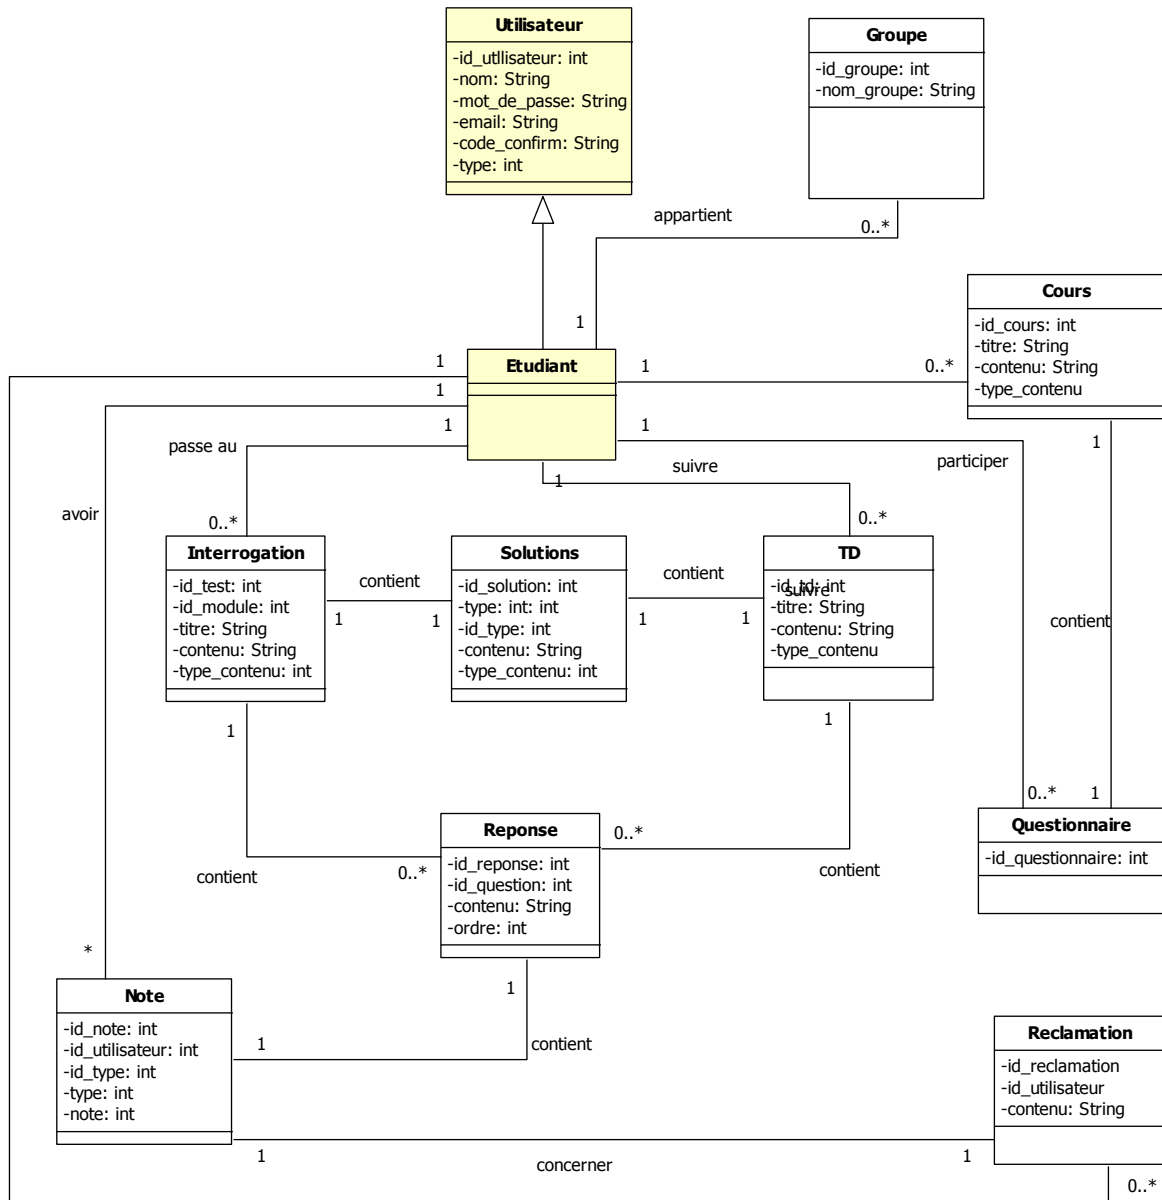 Utilisateur
-id_utllisateur: int
-nom: String
-mot_de_passe: String
-email: String
-code_confirm: String
-type: int
Groupe
-id_groupe: int
-nom_groupe: String
appartient
0..*
1
Cours
-id_cours: int
-titre: String
-contenu: String
-type_contenu
Etudiant
1
1
1
1
0..*
1
1
1
passe au
suivre
participer
avoir
0..*
0..*
contient
1
Interrogation
-id_test: int
-id_module: int
-titre: String
-contenu: String
-type_contenu: int
contient
1
1
Solutions
-id_solution: int
-type: int: int
-id_type: int
-contenu: String
-type_contenu: int
contient
1
1
TD
-id_td: int
suivre
-titre: String
-contenu: String
-type_contenu
1
1
0..*
1
Questionnaire
-id_questionnaire: int
Reponse
-id_reponse: int
-id_question: int
-contenu: String
-ordre: int
0..*
0..*
contient
contient
1
contient
*
Note
-id_note: int
-id_utilisateur: int
-id_type: int
-type: int
-note: int
1
1
concerner
1
Reclamation
-id_reclamation
-id_utilisateur
-contenu: String
0..*